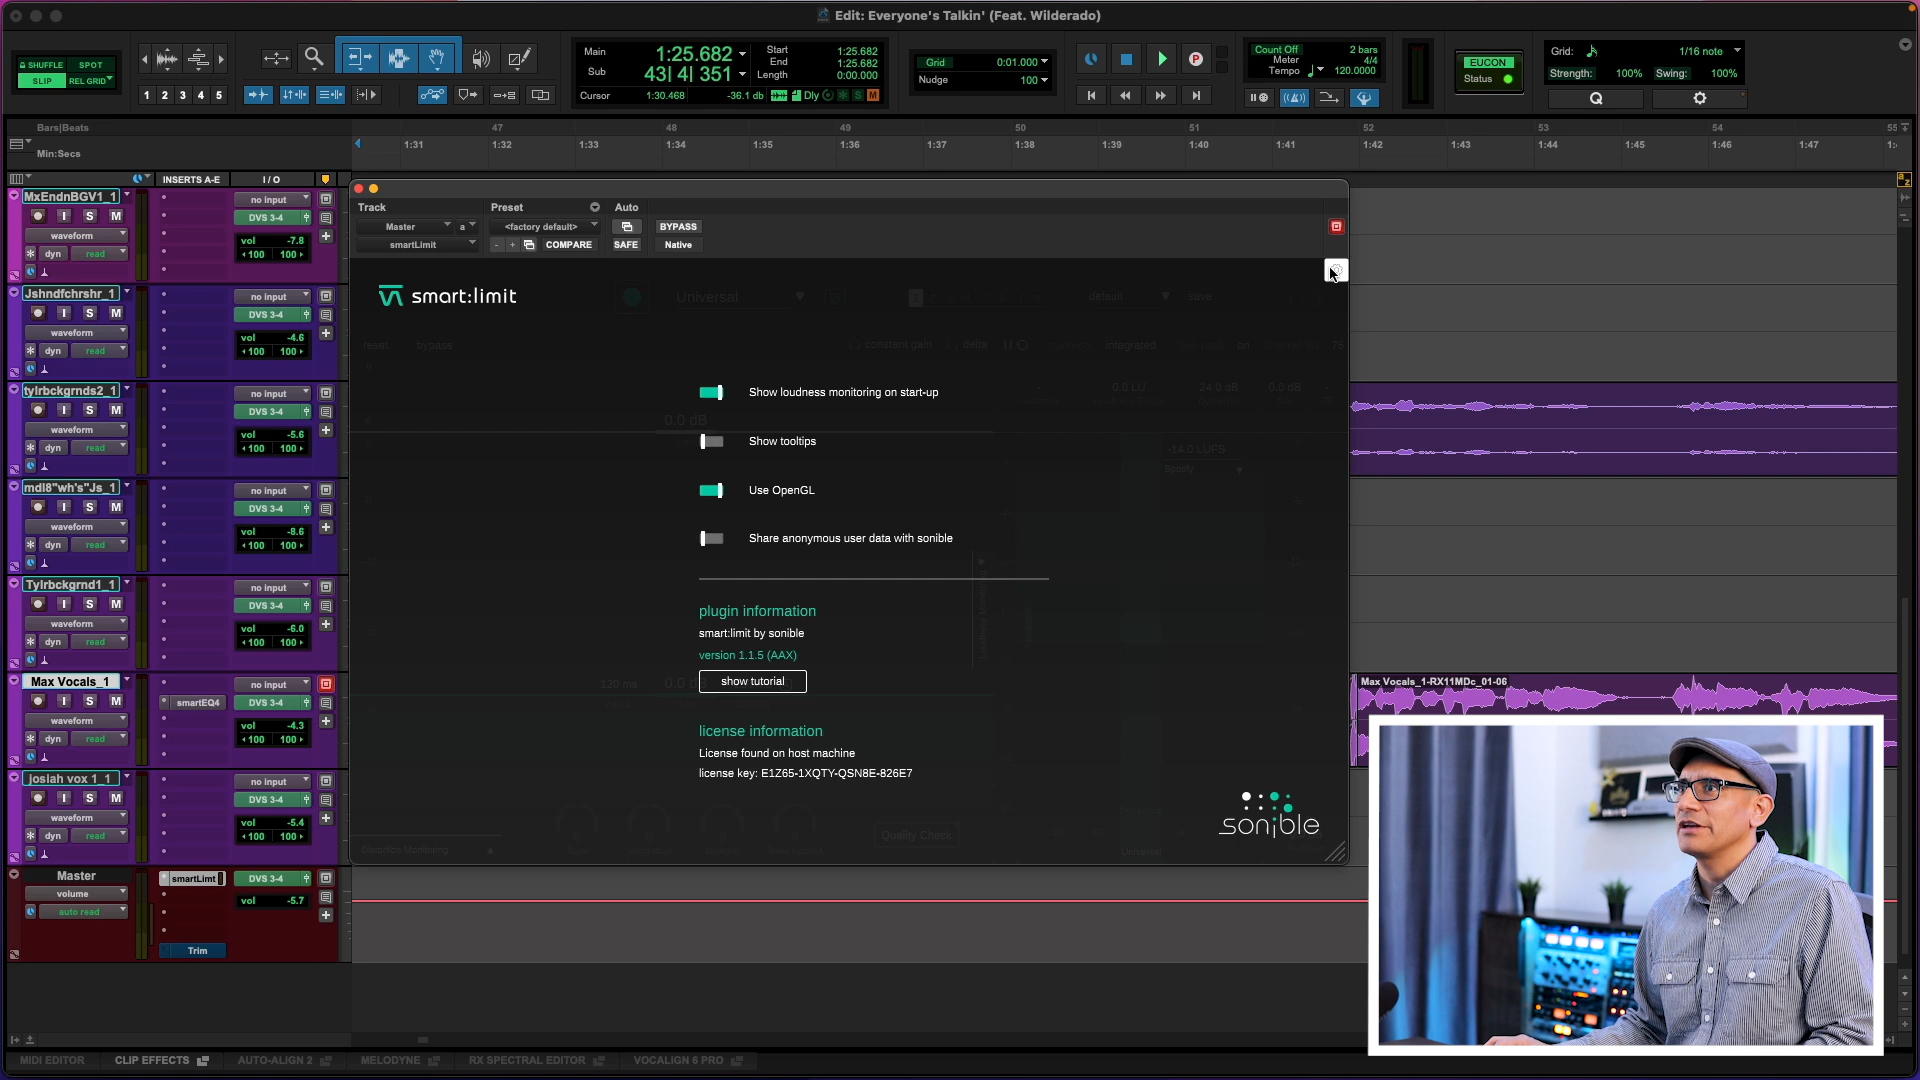 Edit: Everyone's Talkin' (Feat. Wilderado)
SHUFFLE SPOT
SLIP REL GRID
1 2 3 4 5
Main 1:25.682
Sub 43| 4| 351
Start 1:25.682
End 1:25.682
Length 0:00.000
Cursor 1:30.468 -36.1 db Dly S M
Grid 0:01.000
Nudge 100
P
Count Off 2 bars
Meter 4/4
Tempo 120.0000
EUCON
Status
Grid: 1/16 note
Strength: 100% Swing: 100%
Q
Bars|Beats
47 48 49 50 51 52 53 54 55
Min:Secs
1:31 1:32 1:33 1:34 1:35 1:36 1:37 1:38 1:39 1:40 1:41 1:42 1:43 1:44 1:45 1:46 1:47 1:
INSERTS A-E I / O
MxEndnBGV1_1 no input
I S M DVS 3-4
waveform vol -7.8
dyn read 100 100
Jshndfchrshr_1 no input
I S M DVS 3-4
waveform vol -4.6
dyn read 100 100
tylrbckgrnds2_1 no input
I S M DVS 3-4
waveform vol -5.6
dyn read 100 100
mdl8"wh's"Js_1 no input
I S M DVS 3-4
waveform vol -8.6
dyn read 100 100
Tylrbckgrnd1_1 no input
I S M DVS 3-4
waveform vol -6.0
dyn read 100 100
Max Vocals_1 no input
I S M smartEQ4 DVS 3-4
waveform vol -4.3
dyn read 100 100
josiah vox 1_1 no input
I S M DVS 3-4
waveform vol -5.4
dyn read 100 100
Master smartLimt DVS 3-4
volume vol -5.7
auto read
Trim
Track Preset Auto
Master a <factory default> BYPASS
smartLimit - + COMPARE SAFE Native
smart:limit
Universal default save
reset bypass constant gain delta integrated on 75
Show loudness monitoring on start-up
0.0 LU 24.0 dB 0.0 dB
0.0 dB
Show tooltips
-14.0 LUFS
Spotify
Use OpenGL
Share anonymous user data with sonible
plugin information
smart:limit by sonible
version 1.1.5 (AAX)
show tutorial
120 ms 0.0 dB
license information
License found on host machine
license key: E1Z65-1XQTY-QSN8E-826E7
sonible
Quality Check
Distortion Monitoring
Universal
Max Vocals_1-RX11MDc_01-06
MIDI EDITOR CLIP EFFECTS AUTO-ALIGN 2 MELODYNE RX SPECTRAL EDITOR VOCALIGN 6 PRO